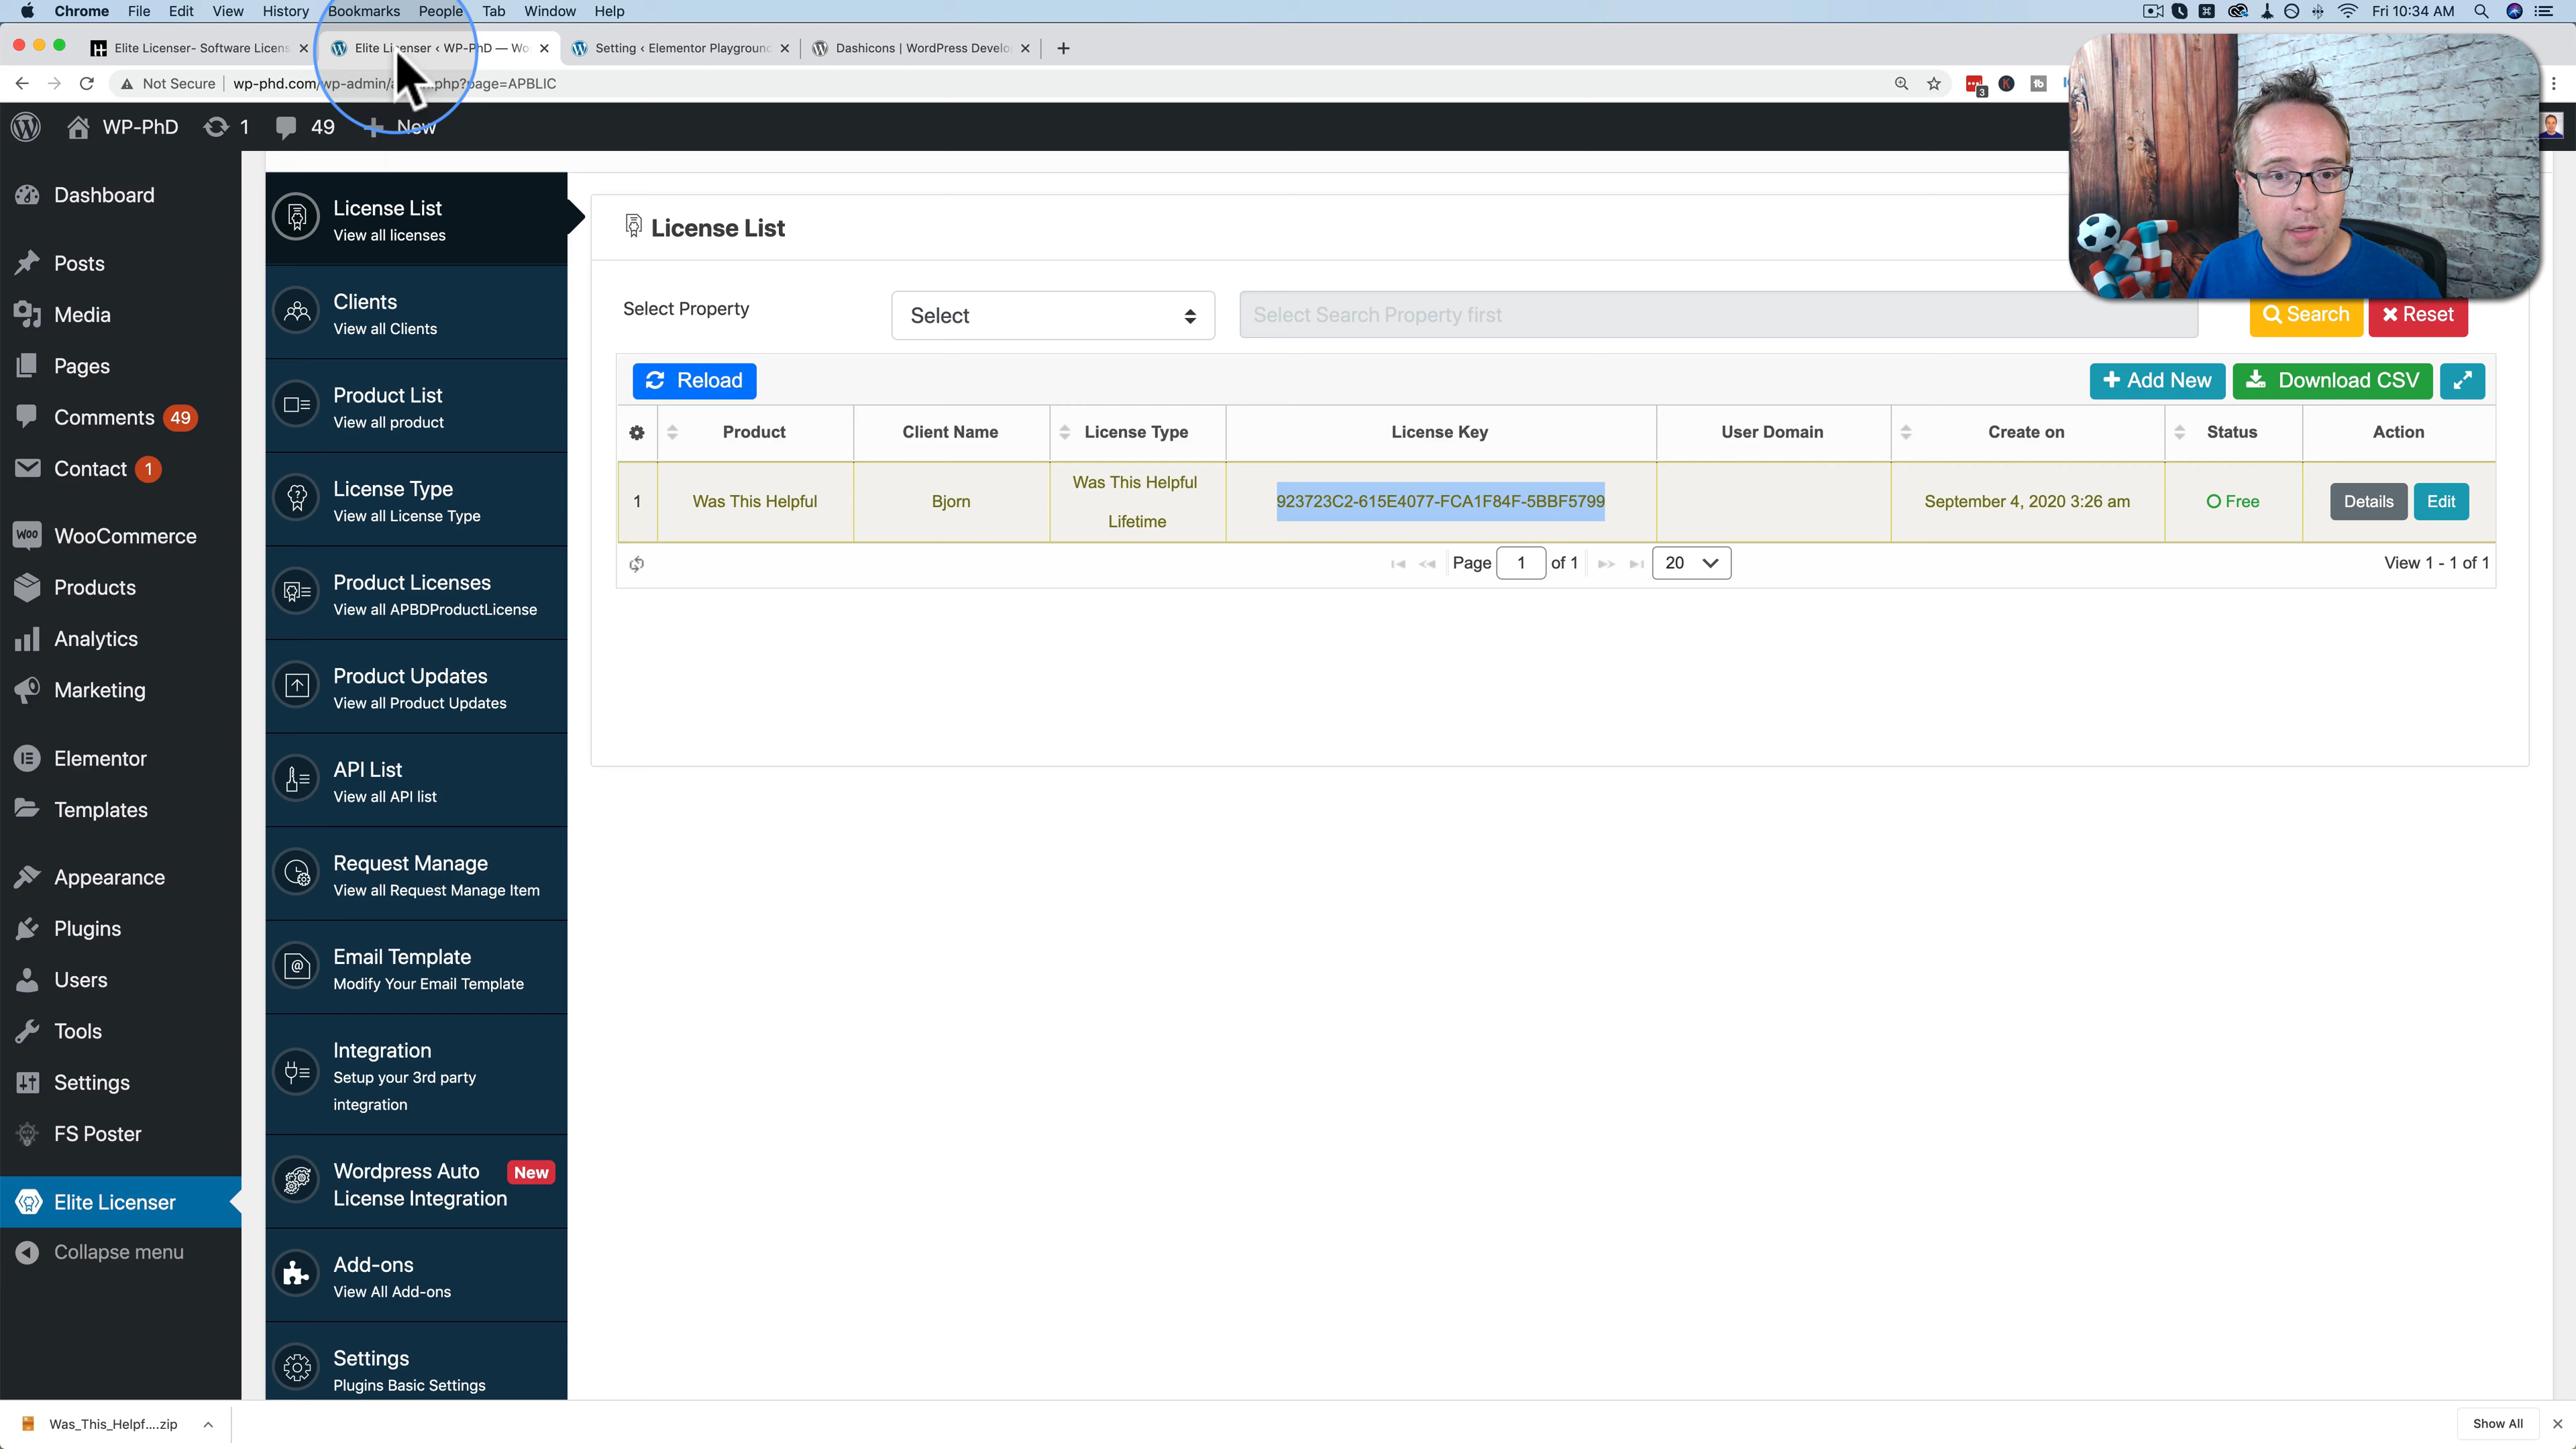 Chrome File Edit View History Bookmarks People Tab Window Help Fri 10:34 AM
Elite Licenser- Software Licens Elite Licenser ‹ WP-PhD — Wo Setting ‹ Elementor Playground Dashicons | WordPress Develo
Not Secure wp-phd.com/wp-admin/ .php?page=APBLIC 3
WP-PhD 1 49 New
Dashboard
Posts
Media
Pages
Comments 49
Contact 1
WooCommerce
Products
Analytics
Marketing
Elementor
Templates
Appearance
Plugins
Users
Tools
Settings
FS Poster
Elite Licenser
Collapse menu
License List
View all licenses
Clients
View all Clients
Product List
View all product
License Type
View all License Type
Product Licenses
View all APBDProductLicense
Product Updates
View all Product Updates
API List
View all API list
Request Manage
View all Request Manage Item
Email Template
Modify Your Email Template
Integration
Setup your 3rd party
integration
Wordpress Auto New
License Integration
Add-ons
View All Add-ons
Settings
Plugins Basic Settings
License List
Select Property Select Select Search Property first Search Reset
Reload Add New Download CSV
Product Client Name License Type License Key User Domain Create on Status Action
1 Was This Helpful Bjorn Was This Helpful Lifetime 923723C2-615E4077-FCA1F84F-5BBF5799 September 4, 2020 3:26 am Free Details Edit
Page 1 of 1 20 View 1 - 1 of 1
Was_This_Helpf....zip Show All